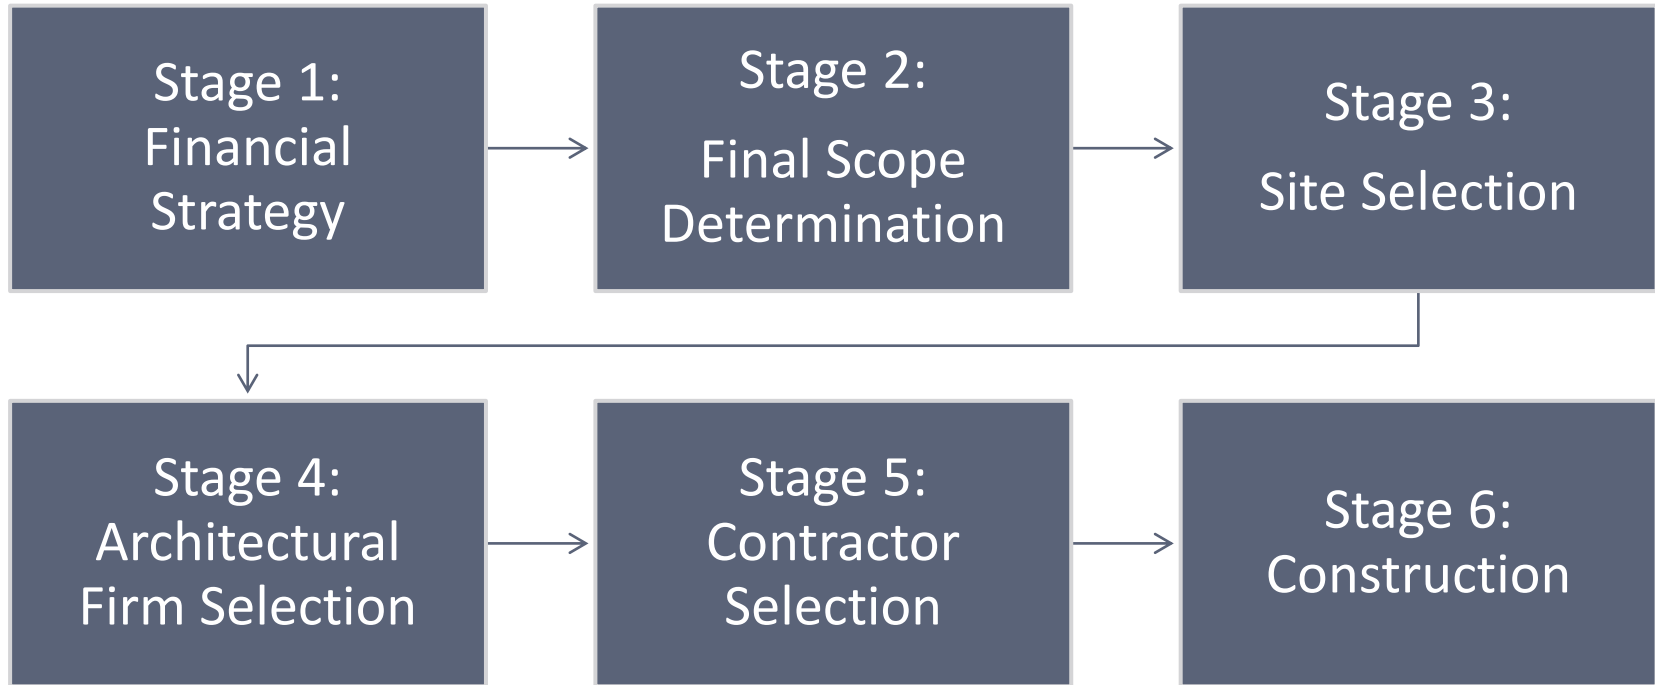 Stage 1:
Financial
Strategy
Stage 2:
Final Scope
Determination
Stage 3:
Site Selection
Stage 4:
Architectural
Firm Selection
Stage 5:
Contractor
Selection
Stage 6:
Construction